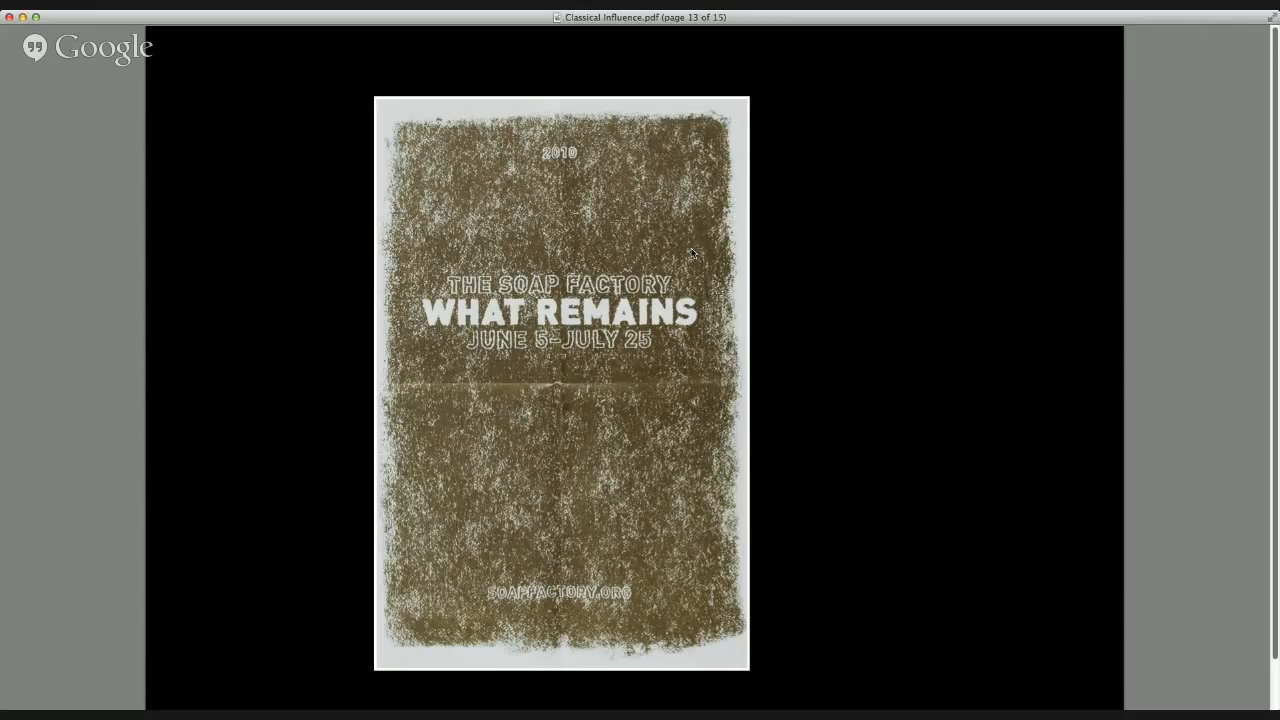 Classical Influence.pdf (page 13 of 15)
Google
2010
THE SOAP FACTORY
WHAT REMAINS
JUNE 5-JULY 25
SOAPFACTORY.ORG